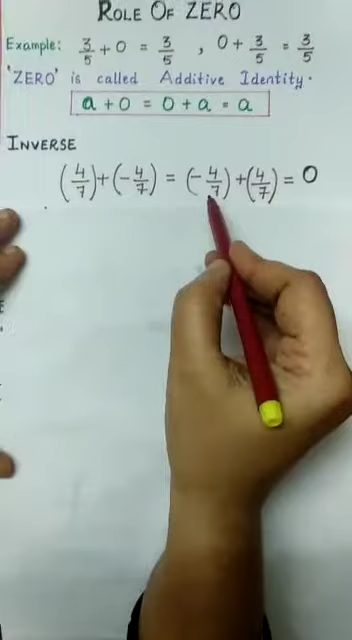 ROLE OF ZERO
Example: 3/5 + 0 = 3/5 , 0 + 3/5 = 3/5
'ZERO' is called Additive Identity.
a + 0 = 0 + a = a
INVERSE
(4/7) + (-4/7) = (-4/7) + (4/7) = 0